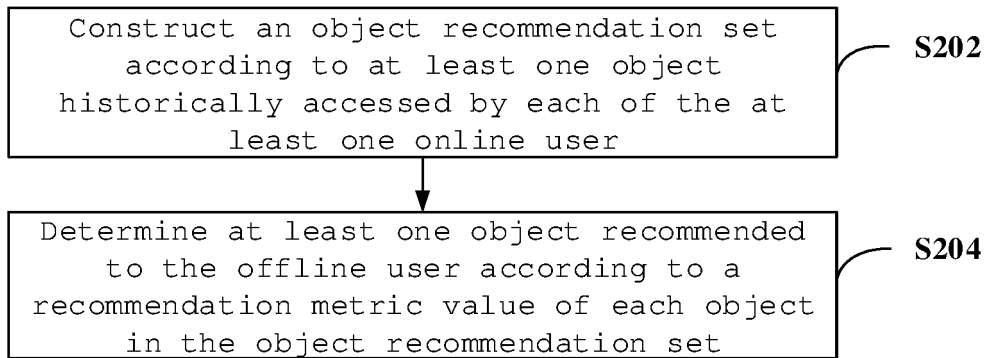 Construct an object recommendation set
according to at least one object
historically accessed by each of the at
least one online user
S202
Determine at least one object recommended
to the offline user according to a
recommendation metric value of each object
in the object recommendation set
S204